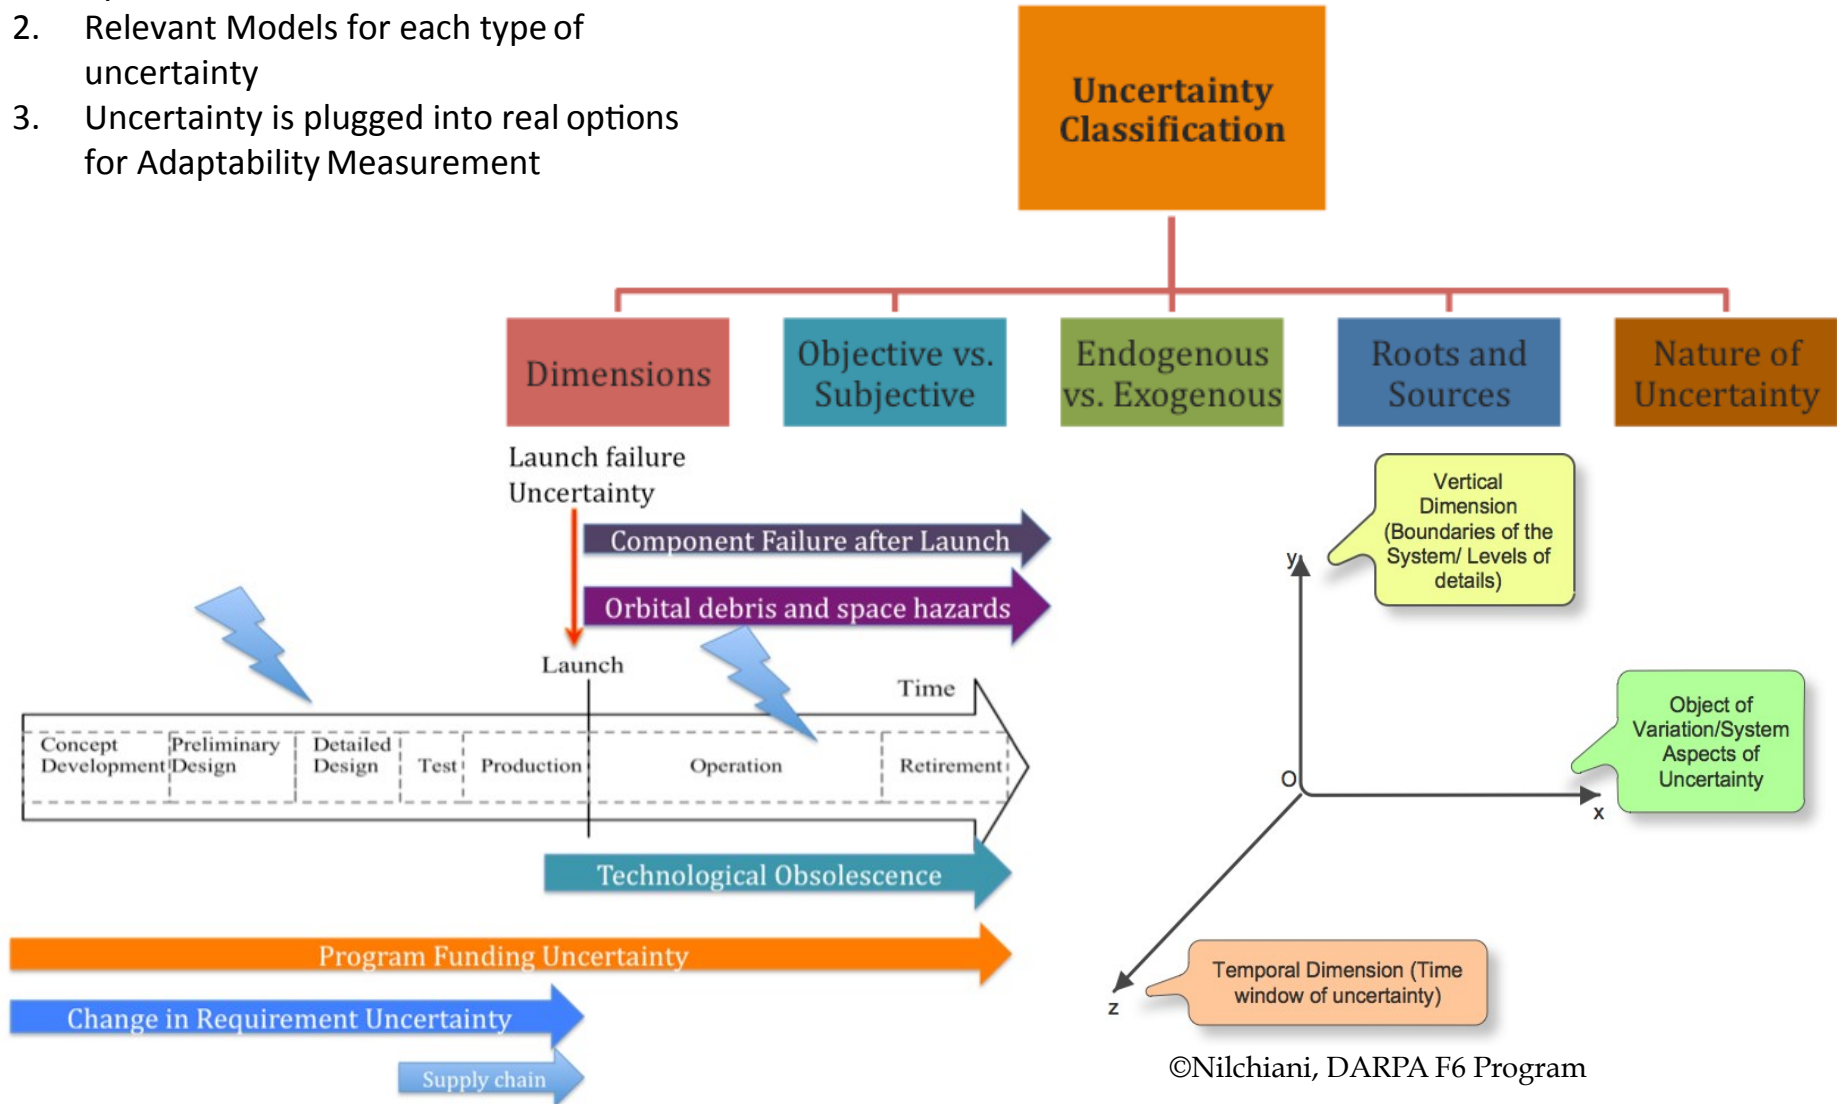 2. Relevant Models for each type of
uncertainty
3. Uncertainty is plugged into real options
for Adaptability Measurement
Uncertainty
Classification
Dimensions
Objective vs.
Subjective
Endogenous
vs. Exogenous
Roots and
Sources
Nature of
Uncertainty
Launch failure
Uncertainty
Component Failure after Launch
Orbital debris and space hazards
Launch
Time
Concept
Development
Preliminary
Design
Detailed
Design
Test
Production
Operation
Retirement
Technological Obsolescence
Program Funding Uncertainty
Change in Requirement Uncertainty
Supply chain
Vertical
Dimension
(Boundaries of the
System/ Levels of
details)
y
Object of
Variation/System
Aspects of
Uncertainty
O
x
Temporal Dimension (Time
window of uncertainty)
z
©Nilchiani, DARPA F6 Program